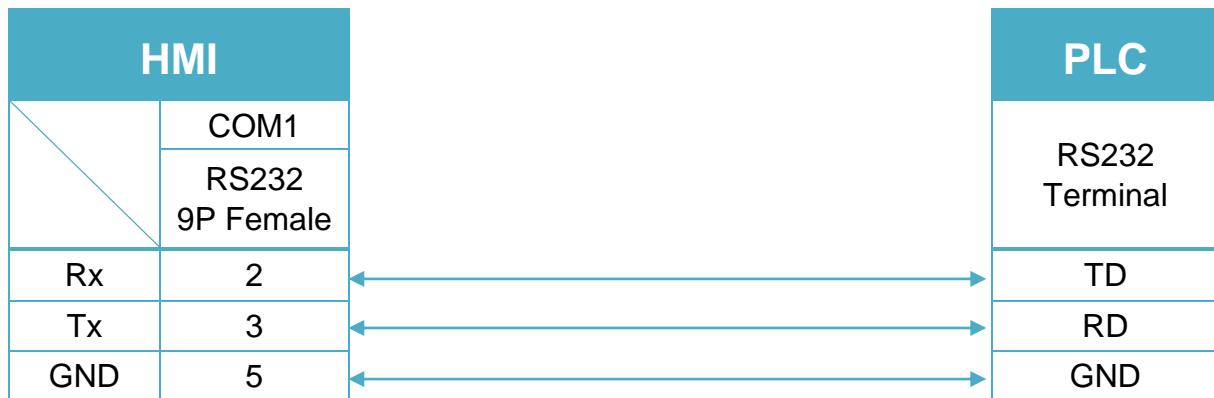 HMI
PLC
COM1
RS232
9P Female
RS232
Terminal
Rx 2 TD
Tx 3 RD
GND 5 GND